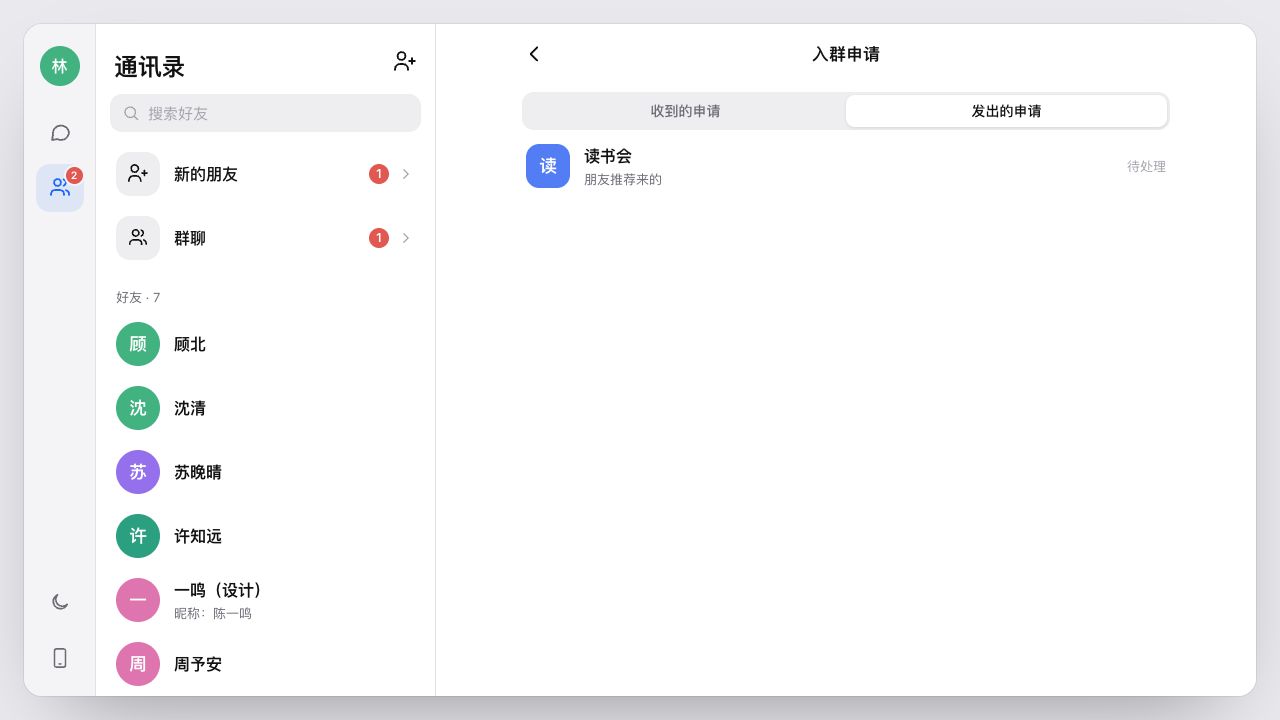 林
2
通讯录
搜索好友
新的朋友
1
群聊
1
好友 · 7
顾
顾北
沈
沈清
苏
苏晚晴
许
许知远
一
一鸣（设计）
昵称：陈一鸣
周
周予安
入群申请
收到的申请
发出的申请
读
读书会
朋友推荐来的
待处理